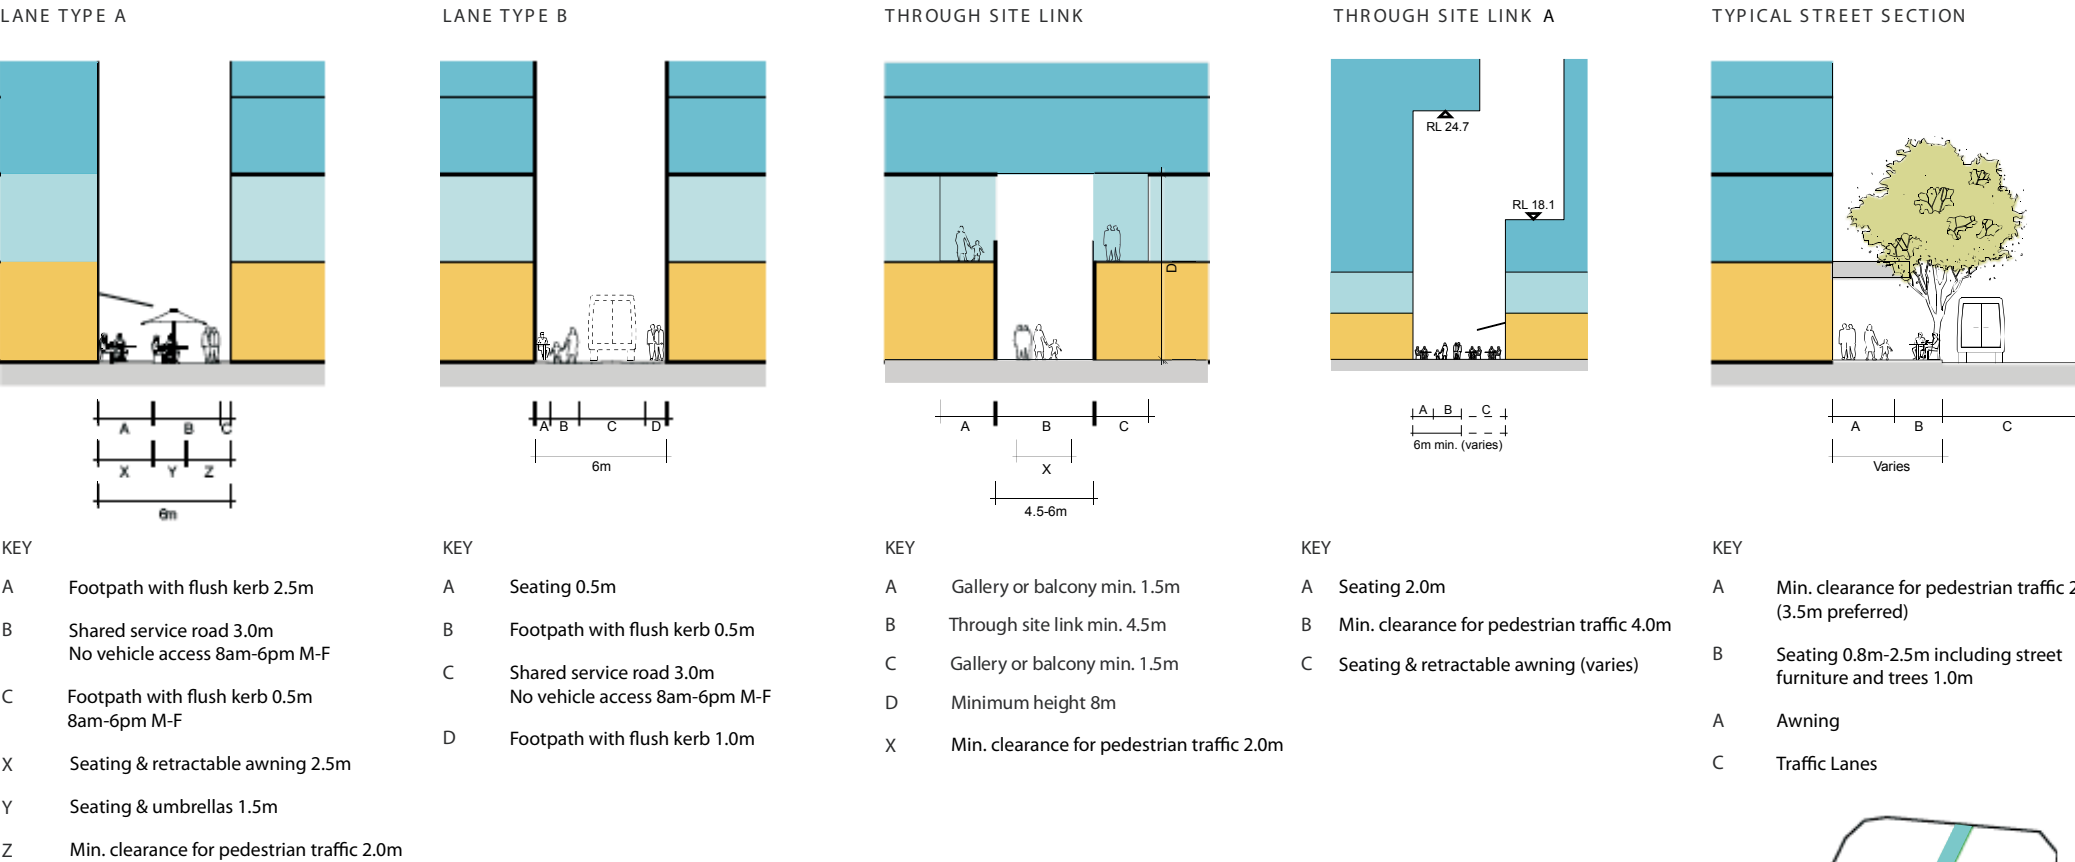 LANE TYPE A
A
B
C
X
Y
Z
6m
KEY
A Footpath with flush kerb 2.5m
B Shared service road 3.0m
No vehicle access 8am-6pm M-F
C Footpath with flush kerb 0.5m
8am-6pm M-F
X Seating & retractable awning 2.5m
Y Seating & umbrellas 1.5m
Z Min. clearance for pedestrian traffic 2.0m
LANE TYPE B
A B C D
6m
KEY
A Seating 0.5m
B Footpath with flush kerb 0.5m
C Shared service road 3.0m
No vehicle access 8am-6pm M-F
D Footpath with flush kerb 1.0m
THROUGH SITE LINK
D
A B C
X
4.5-6m
KEY
A Gallery or balcony min. 1.5m
B Through site link min. 4.5m
C Gallery or balcony min. 1.5m
D Minimum height 8m
X Min. clearance for pedestrian traffic 2.0m
THROUGH SITE LINK A
RL 24.7
RL 18.1
A B C
6m min. (varies)
KEY
A Seating 2.0m
B Min. clearance for pedestrian traffic 4.0m
C Seating & retractable awning (varies)
TYPICAL STREET SECTION
A B C
Varies
KEY
A Min. clearance for pedestrian traffic 2
(3.5m preferred)
B Seating 0.8m-2.5m including street
furniture and trees 1.0m
A Awning
C Traffic Lanes